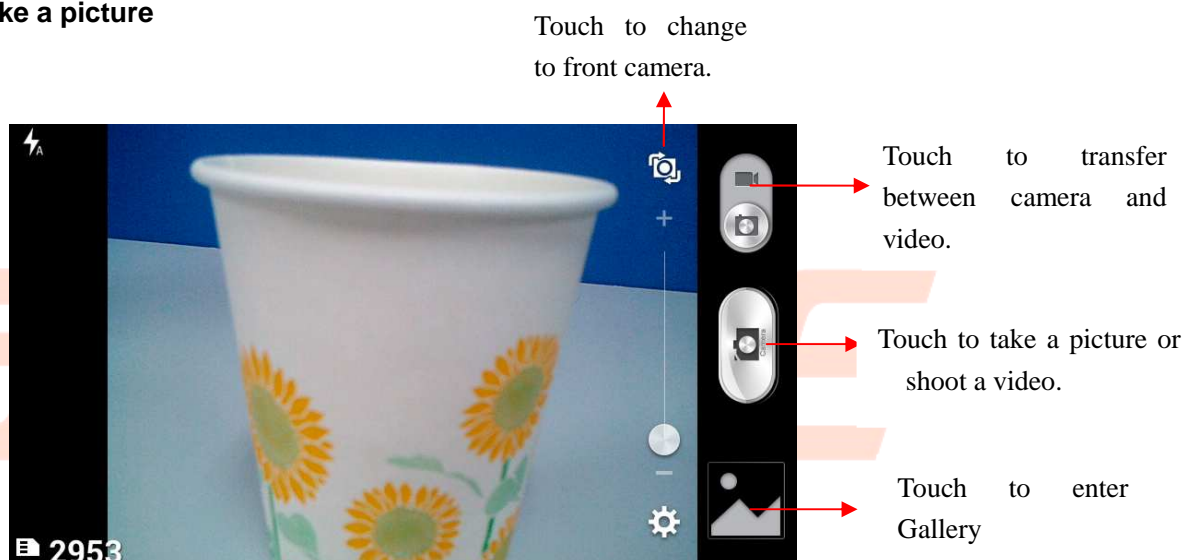 ke a picture
Touch to change
to front camera.
A
Touch to transfer
between camera and
video.
+
Camera
Touch to take a picture or
shoot a video.
−
Touch to enter
Gallery
2953